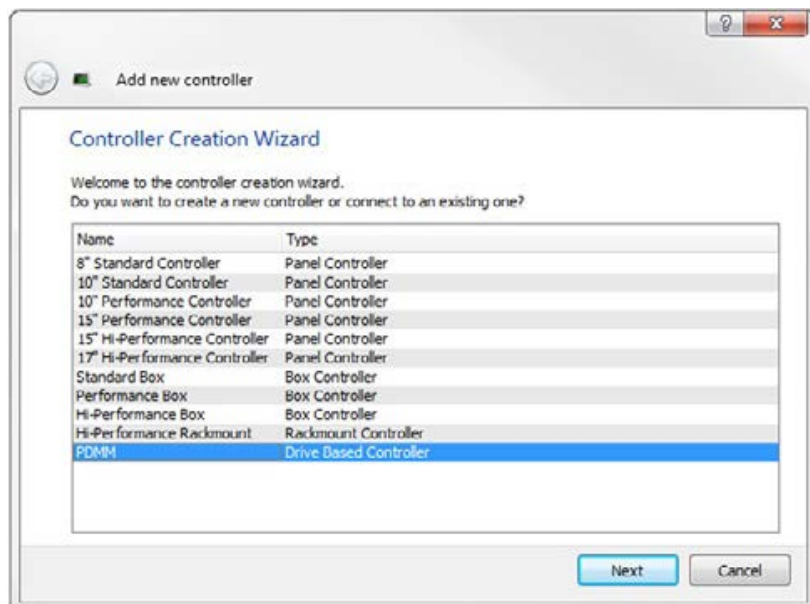 Add new controller
Controller Creation Wizard
Welcome to the controller creation wizard.
Do you want to create a new controller or connect to an existing one?
Name Type
8" Standard Controller Panel Controller
10" Standard Controller Panel Controller
10" Performance Controller Panel Controller
15" Performance Controller Panel Controller
15" Hi-Performance Controller Panel Controller
17" Hi-Performance Controller Panel Controller
Standard Box Box Controller
Performance Box Box Controller
Hi-Performance Box Box Controller
Hi-Performance Rackmount Rackmount Controller
PDMM Drive Based Controller
Next Cancel